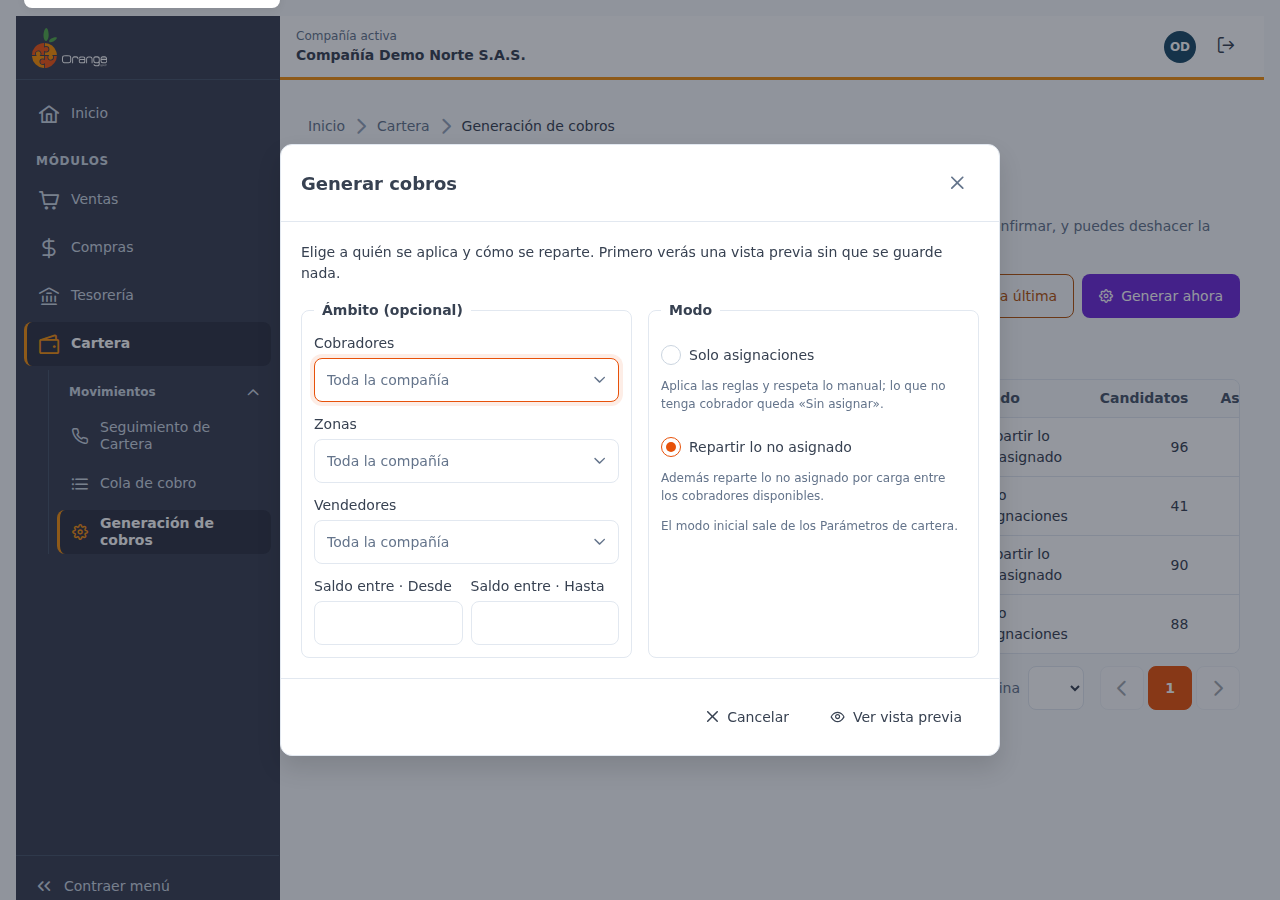 Orange
Compañía activa
Compañía Demo Norte S.A.S.
OD
Inicio
MÓDULOS
Ventas
Compras
Tesorería
Cartera
Movimientos
Seguimiento de
Cartera
Cola de cobro
Generación de
cobros
Contraer menú
Inicio
Cartera
Generación de cobros
nfirmar, y puedes deshacer la
a última
Generar ahora
do
Candidatos
As
partir lo
asignado
96
o
gnaciones
41
partir lo
asignado
90
o
gnaciones
88
ina
1
Generar cobros
Elige a quién se aplica y cómo se reparte. Primero verás una vista previa sin que se guarde
nada.
Ámbito (opcional)
Cobradores
Toda la compañía
Zonas
Toda la compañía
Vendedores
Toda la compañía
Saldo entre · Desde
Saldo entre · Hasta
Modo
Solo asignaciones
Aplica las reglas y respeta lo manual; lo que no
tenga cobrador queda «Sin asignar».
Repartir lo no asignado
Además reparte lo no asignado por carga entre
los cobradores disponibles.
El modo inicial sale de los Parámetros de cartera.
Cancelar
Ver vista previa